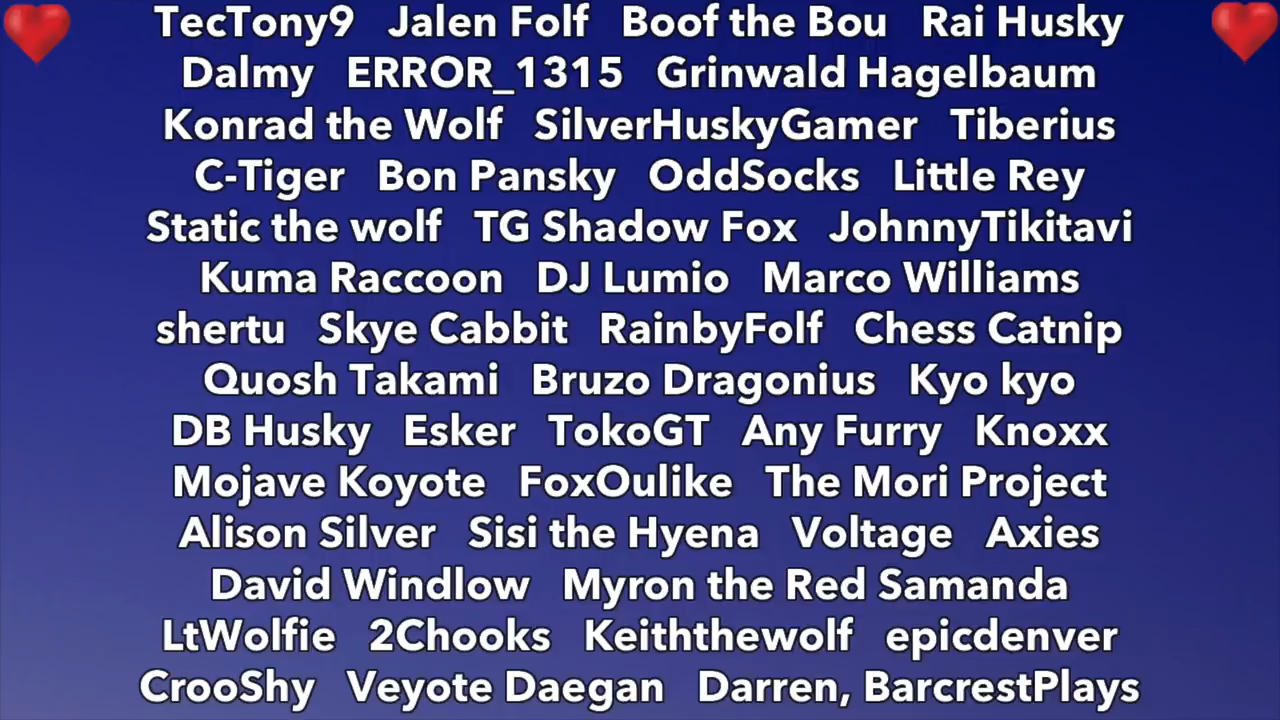 TecTony9 Jalen Folf Boof the Bou Rai Husky
Dalmy ERROR_1315 Grinwald Hagelbaum
Konrad the Wolf SilverHuskyGamer Tiberius
C-Tiger Bon Pansky OddSocks Little Rey
Static the wolf TG Shadow Fox JohnnyTikitavi
Kuma Raccoon DJ Lumio Marco Williams
shertu Skye Cabbit RainbyFolf Chess Catnip
Quosh Takami Bruzo Dragonius Kyo kyo
DB Husky Esker TokoGT Any Furry Knoxx
Mojave Koyote FoxOulike The Mori Project
Alison Silver Sisi the Hyena Voltage Axies
David Windlow Myron the Red Samanda
LtWolfie 2Chooks Keiththewolf epicdenver
CrooShy Veyote Daegan Darren, BarcrestPlays